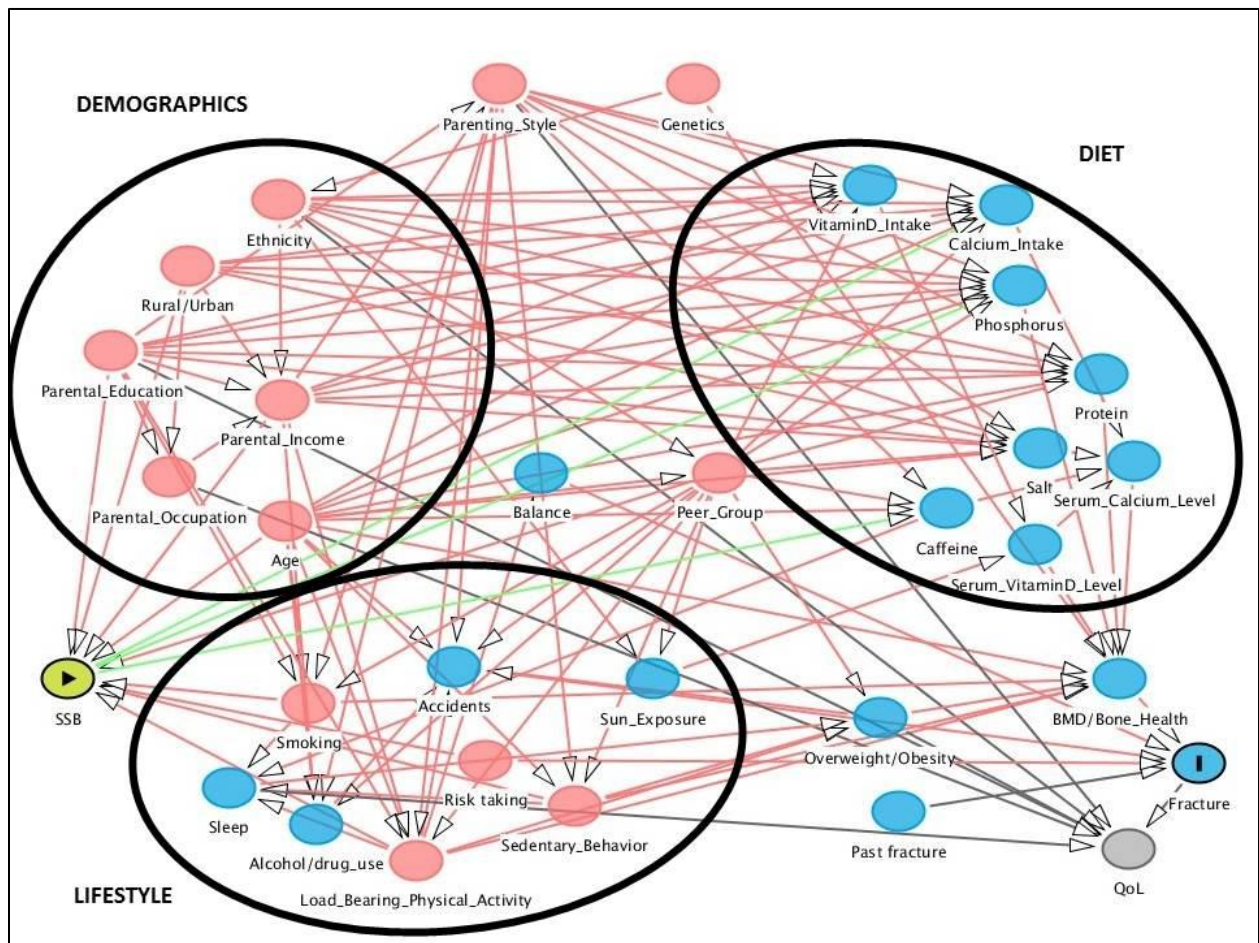 DEMOGRAPHICS
Parenting_Style
Genetics
DIET
Ethnicity
VitaminD_Intake
Calcium_Intake
Rural/Urban
Phosphorus
Parental_Education
Parental_Income
Protein
Parental_Occupation
Balance
Peer_Group
Salt
Serum_Calcium_Level
Age
Caffeine
Serum_VitaminD_Level
SSB
Accidents
Sun_Exposure
BMD/Bone_Health
Smoking
Overweight/Obesity
Risk taking
Fracture
Sleep
Sedentary_Behavior
Past fracture
Alcohol/drug_use
QoL
LIFESTYLE
Load_Bearing_Physical_Activity